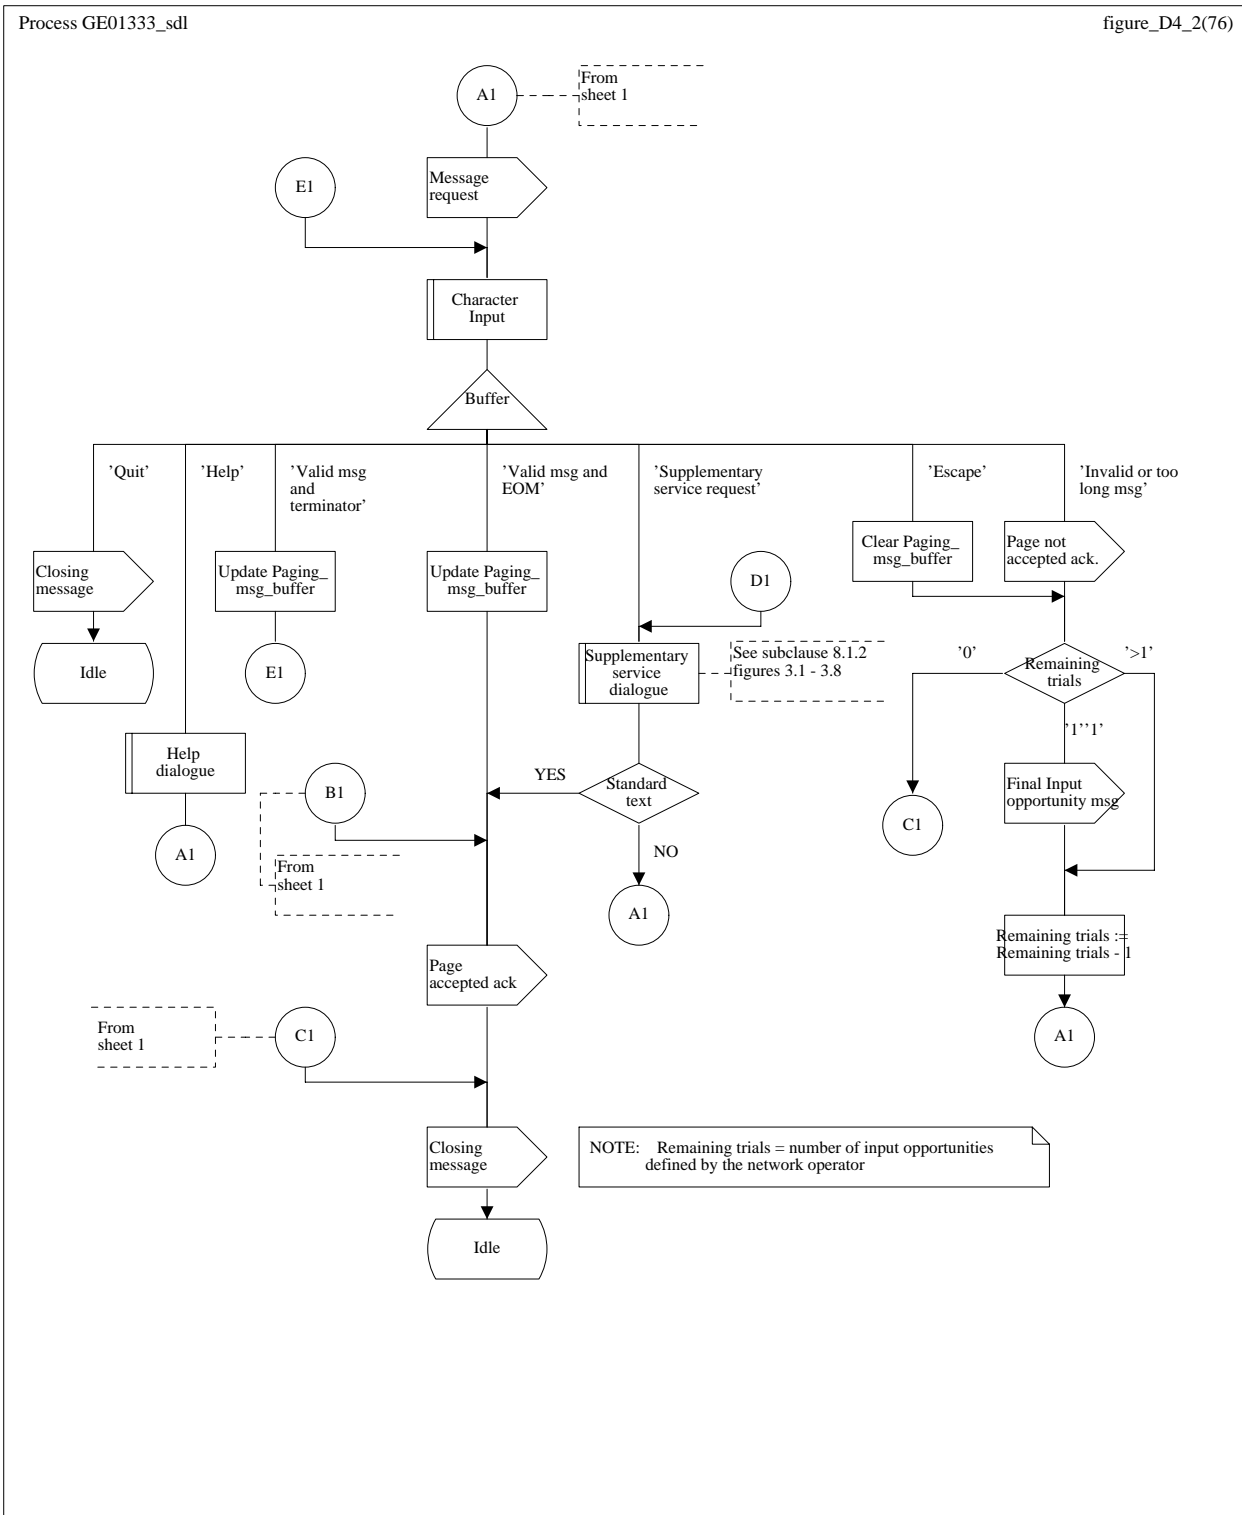 Process GE01333_sdl
figure_D4_2(76)
A1
From
sheet 1
E1
Message
request
Character
Input
Buffer
'Quit'
'Help'
'Valid msg
and
terminator'
'Valid msg and
EOM'
'Supplementary
service request'
'Escape'
'Invalid or too
long msg'
Closing
message
Update Paging_
msg_buffer
Update Paging_
msg_buffer
D1
Clear Paging_
msg_buffer
Page not
accepted ack.
Idle
E1
Supplementary
service
dialogue
See subclause 8.1.2
figures 3.1 - 3.8
'0'
Remaining
trials
'>1'
'1''1'
Help
dialogue
B1
YES
Standard
text
Final Input
opportunity msg
C1
A1
From
sheet 1
NO
A1
Remaining trials :=
Remaining trials - 1
Page
accepted ack
From
sheet 1
C1
A1
Closing
message
NOTE: Remaining trials = number of input opportunities
defined by the network operator
Idle